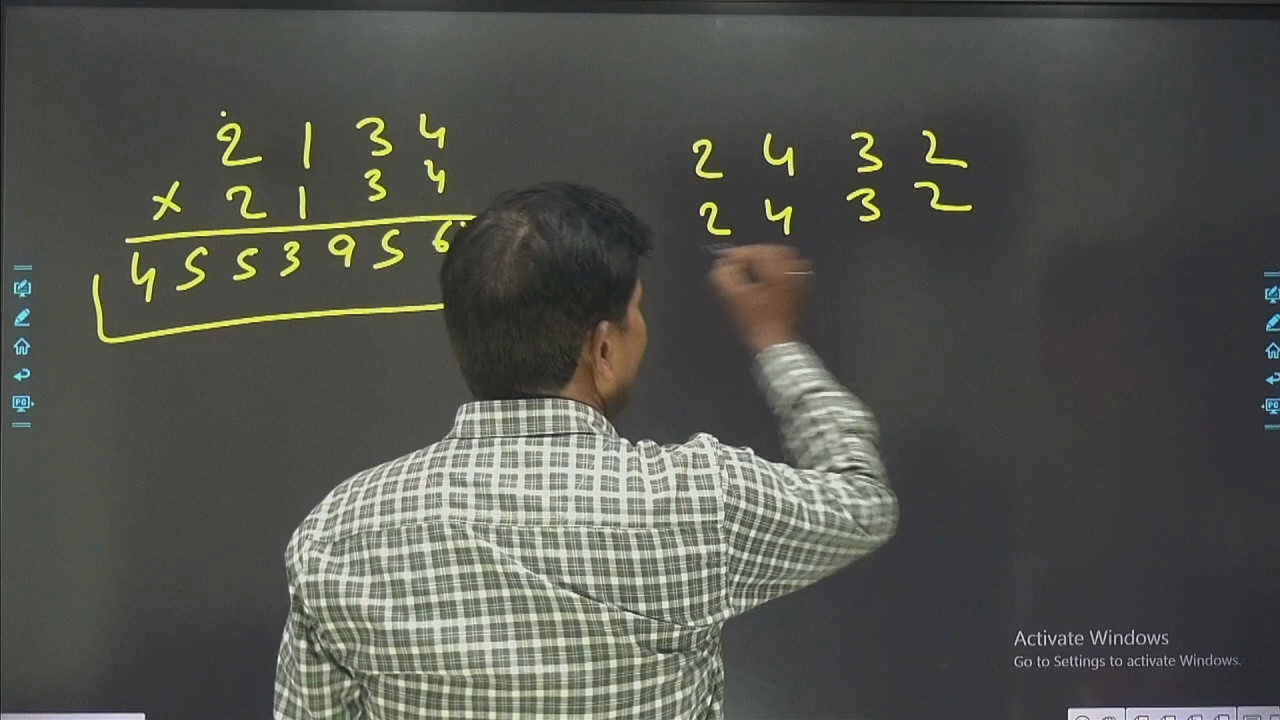 2 1 3 4
× 2 1 3 4
4 5 5 3 9 5 6
2 4 3 2
2 4 3 2
Activate Windows
Go to Settings to activate Windows.